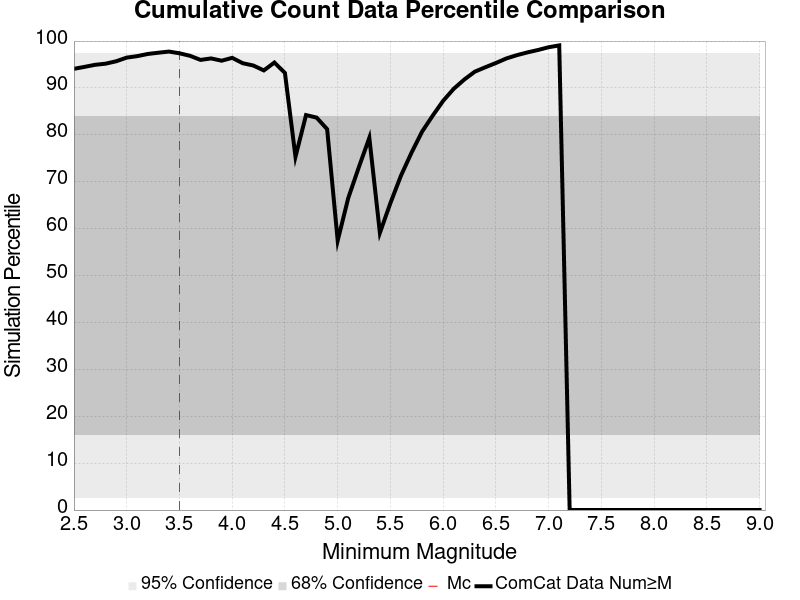 Cumulative Count Data Percentile Comparison
100
90
80
70
60
50
40
30
20
10
0
Simulation Percentile
2.5 3.0 3.5 4.0 4.5 5.0 5.5 6.0 6.5 7.0 7.5 8.0 8.5 9.0
Minimum Magnitude
95% Confidence 68% Confidence Mc ComCat Data Num≥M